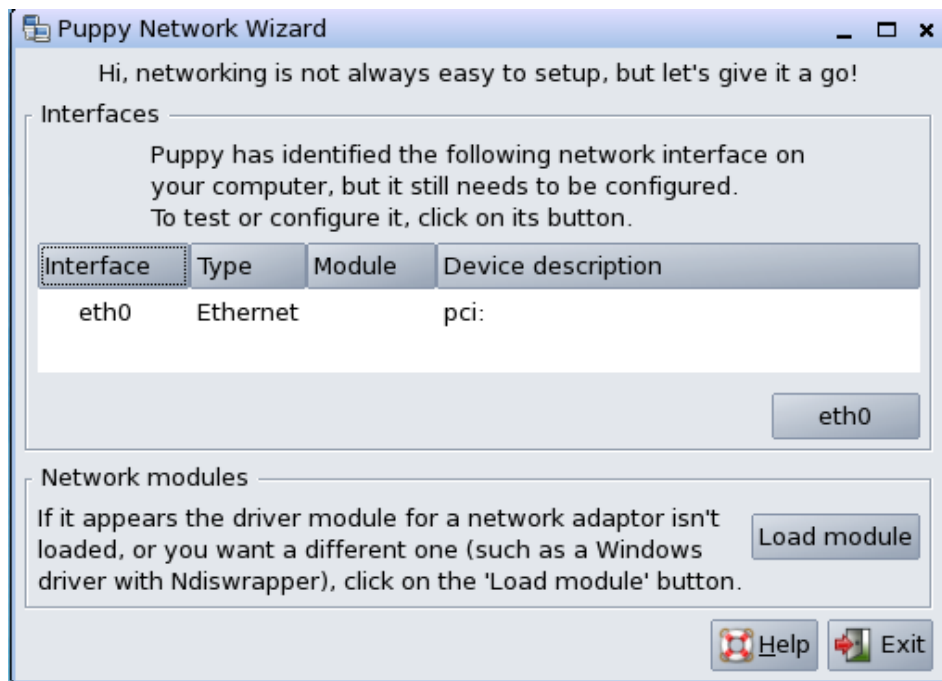 Puppy Network Wizard
Hi, networking is not always easy to setup, but let's give it a go!
Interfaces
Puppy has identified the following network interface on
your computer, but it still needs to be configured.
To test or configure it, click on its button.
Interface Type Module Device description
eth0 Ethernet pci:
eth0
Network modules
If it appears the driver module for a network adaptor isn't
loaded, or you want a different one (such as a Windows
driver with Ndiswrapper), click on the 'Load module' button.
Load module
Help Exit